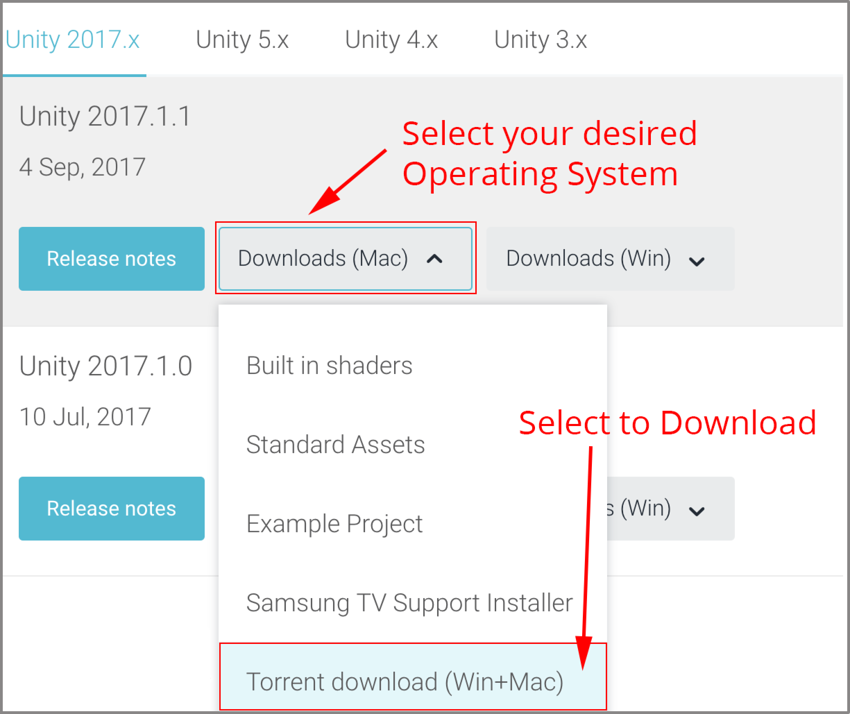 Unity 2017.x Unity 5.x Unity 4.x Unity 3.x
Unity 2017.1.1
4 Sep, 2017
Select your desired
Operating System
Release notes Downloads (Mac) Downloads (Win)
Unity 2017.1.0
10 Jul, 2017
Built in shaders
Standard Assets
Select to Download
Release notes
Example Project
s (Win)
Samsung TV Support Installer
Torrent download (Win+Mac)